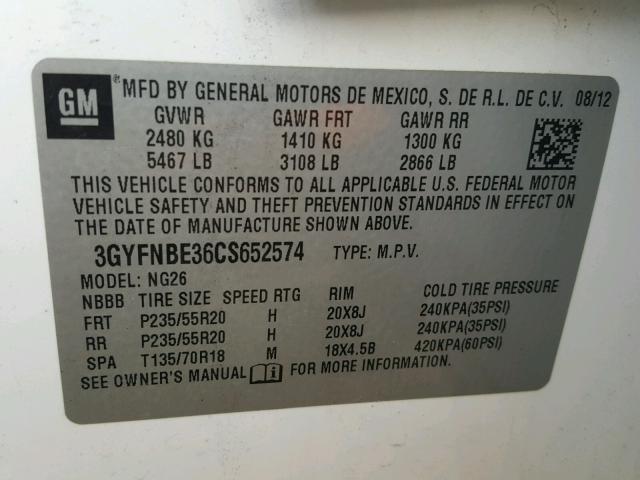 GM ® MFD BY GENERAL MOTORS DE MEXICO, S. DE R.L. DE C.V. 08/12
GVWR GAWR FRT GAWR RR
2480 KG 1410 KG 1300 KG
5467 LB 3108 LB 2866 LB
THIS VEHICLE CONFORMS TO ALL APPLICABLE U.S. FEDERAL MOTOR
VEHICLE SAFETY AND THEFT PREVENTION STANDARDS IN EFFECT ON
THE DATE OF MANUFACTURE SHOWN ABOVE.
3GYFNBE36CS652574 TYPE: M.P.V.
MODEL: NG26
NBBB TIRE SIZE SPEED RTG RIM COLD TIRE PRESSURE
FRT P235/55R20 H 20X8J 240KPA(35PSI)
RR P235/55R20 H 20X8J 240KPA(35PSI)
SPA T135/70R18 M 18X4.5B 420KPA(60PSI)
SEE OWNER'S MANUAL i FOR MORE INFORMATION.